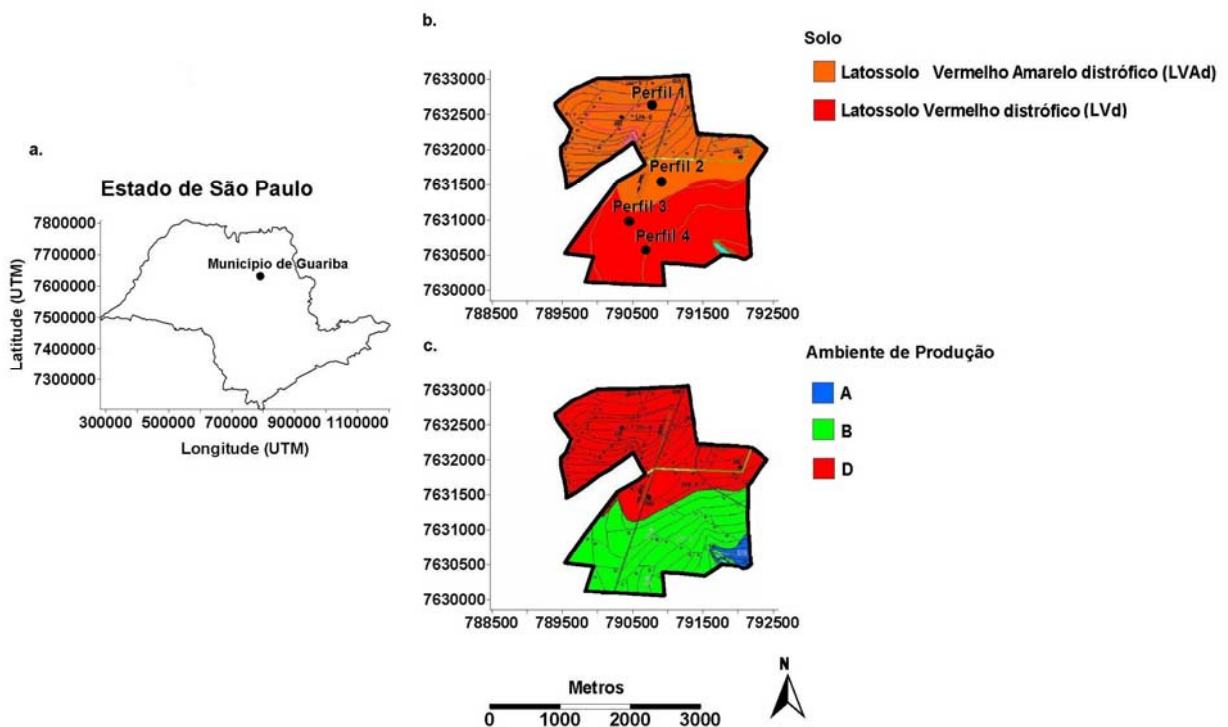 a.
Estado de São Paulo
7800000
7700000
7600000
7500000
7400000
7300000
Latitude (UTM)
Município de Guariba
300000 500000 700000 900000 1100000
Longitude (UTM)
b.
7633000
7632500
7632000
7631500
7631000
7630500
7630000
Perfil 1
Perfil 2
Perfil 3
Perfil 4
788500 789500 790500 791500 792500
Solo
Latossolo Vermelho Amarelo distrófico (LVAd)
Latossolo Vermelho distrófico (LVd)
c.
7633000
7632500
7632000
7631500
7631000
7630500
7630000
788500 789500 790500 791500 792500
Ambiente de Produção
A
B
D
Metros
0 1000 2000 3000
N